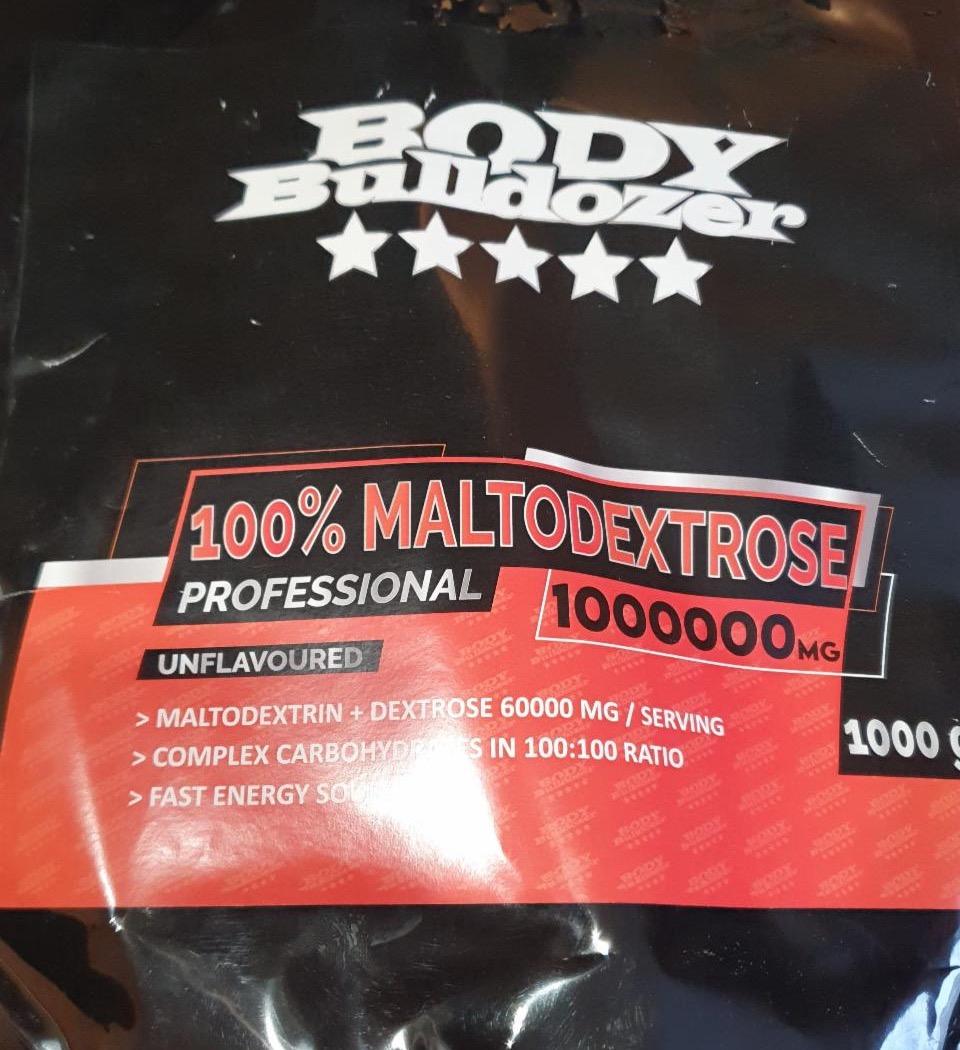 BODY
Bulldozer
100% MALTODEXTROSE
PROFESSIONAL
1000000MG
UNFLAVOURED
1000 g
> MALTODEXTRIN + DEXTROSE 60000 MG / SERVING
> COMPLEX CARBOHYDRATES IN 100:100 RATIO
> FAST ENERGY